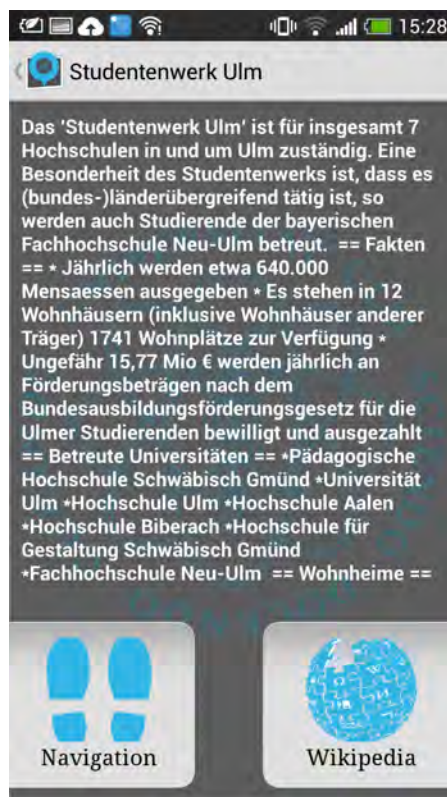 15:28
Studentenwerk Ulm
Das 'Studentenwerk Ulm' ist für insgesamt 7
Hochschulen in und um Ulm zuständig. Eine
Besonderheit des Studentenwerks ist, dass es
(bundes-)länderübergreifend tätig ist, so
werden auch Studierende der bayerischen
Fachhochschule Neu-Ulm betreut.  == Fakten
== * Jährlich werden etwa 640.000
Mensaessen ausgegeben * Es stehen in 12
Wohnhäusern (inklusive Wohnhäuser anderer
Träger) 1741 Wohnplätze zur Verfügung *
Ungefähr 15,77 Mio € werden jährlich an
Förderungsbeträgen nach dem
Bundesausbildungsförderungsgesetz für die
Ulmer Studierenden bewilligt und ausgezahlt
== Betreute Universitäten == *Pädagogische
Hochschule Schwäbisch Gmünd *Universität
Ulm *Hochschule Ulm *Hochschule Aalen
*Hochschule Biberach *Hochschule für
Gestaltung Schwäbisch Gmünd
*Fachhochschule Neu-Ulm  == Wohnheime ==
Navigation
Wikipedia